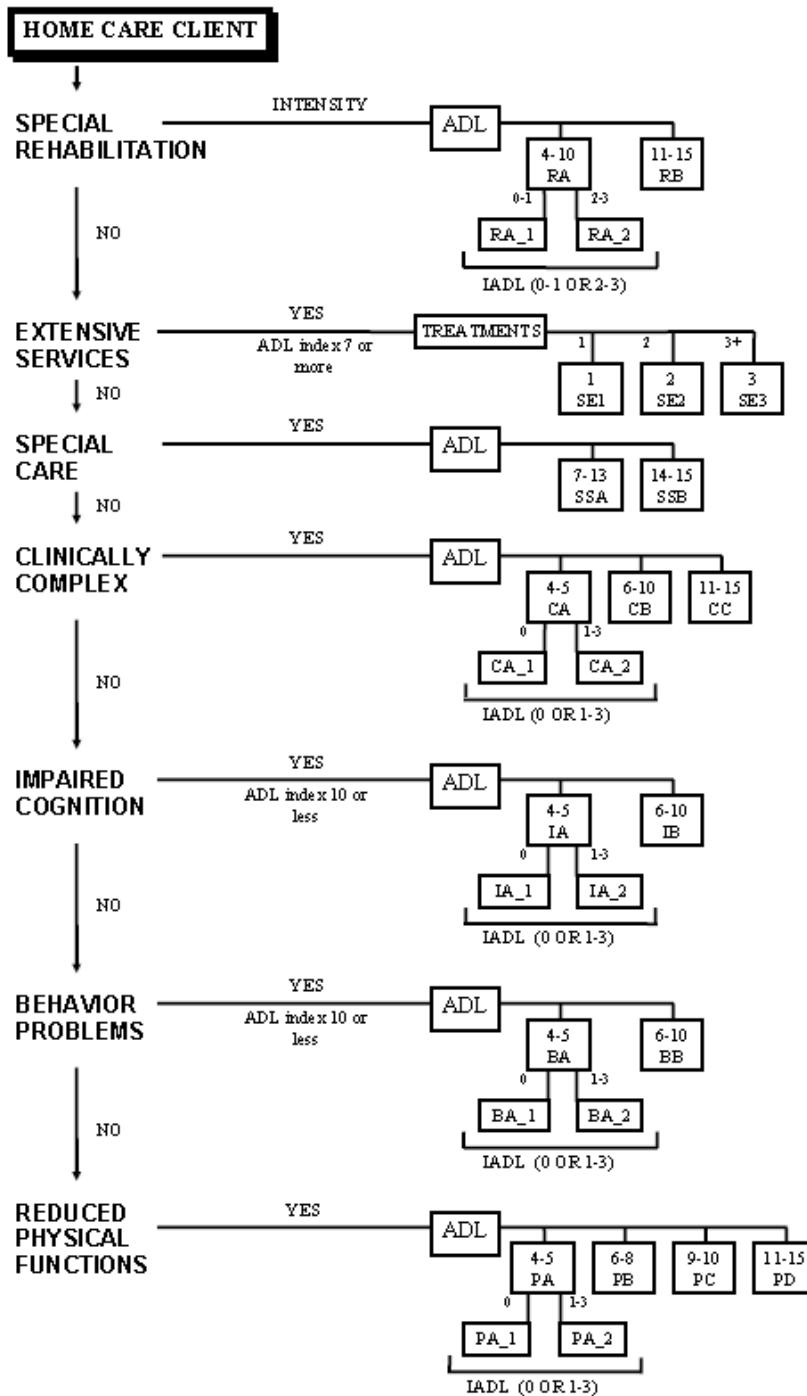 HOME CARE CLIENT
SPECIAL
REHABILITATION
INTENSITY
ADL
4-10
RA
11-15
RB
0-1
2-3
RA_1
RA_2
IADL (0-1 OR 2-3)
NO
EXTENSIVE
SERVICES
YES
ADL index 7 or
more
TREATMENTS
1
2
3+
1
SE1
2
SE2
3
SE3
NO
SPECIAL
CARE
YES
ADL
7-13
SSA
14-15
SSB
NO
CLINICALLY
COMPLEX
YES
ADL
4-5
CA
6-10
CB
11-15
CC
0
1-3
CA_1
CA_2
IADL (0 OR 1-3)
NO
IMPAIRED
COGNITION
YES
ADL index 10 or
less
ADL
4-5
IA
6-10
IB
0
1-3
IA_1
IA_2
IADL (0 OR 1-3)
NO
BEHAVIOR
PROBLEMS
YES
ADL index 10 or
less
ADL
4-5
BA
6-10
BB
0
1-3
BA_1
BA_2
IADL (0 OR 1-3)
NO
REDUCED
PHYSICAL
FUNCTIONS
YES
ADL
4-5
PA
6-8
PB
9-10
PC
11-15
PD
0
1-3
PA_1
PA_2
IADL (0 OR 1-3)